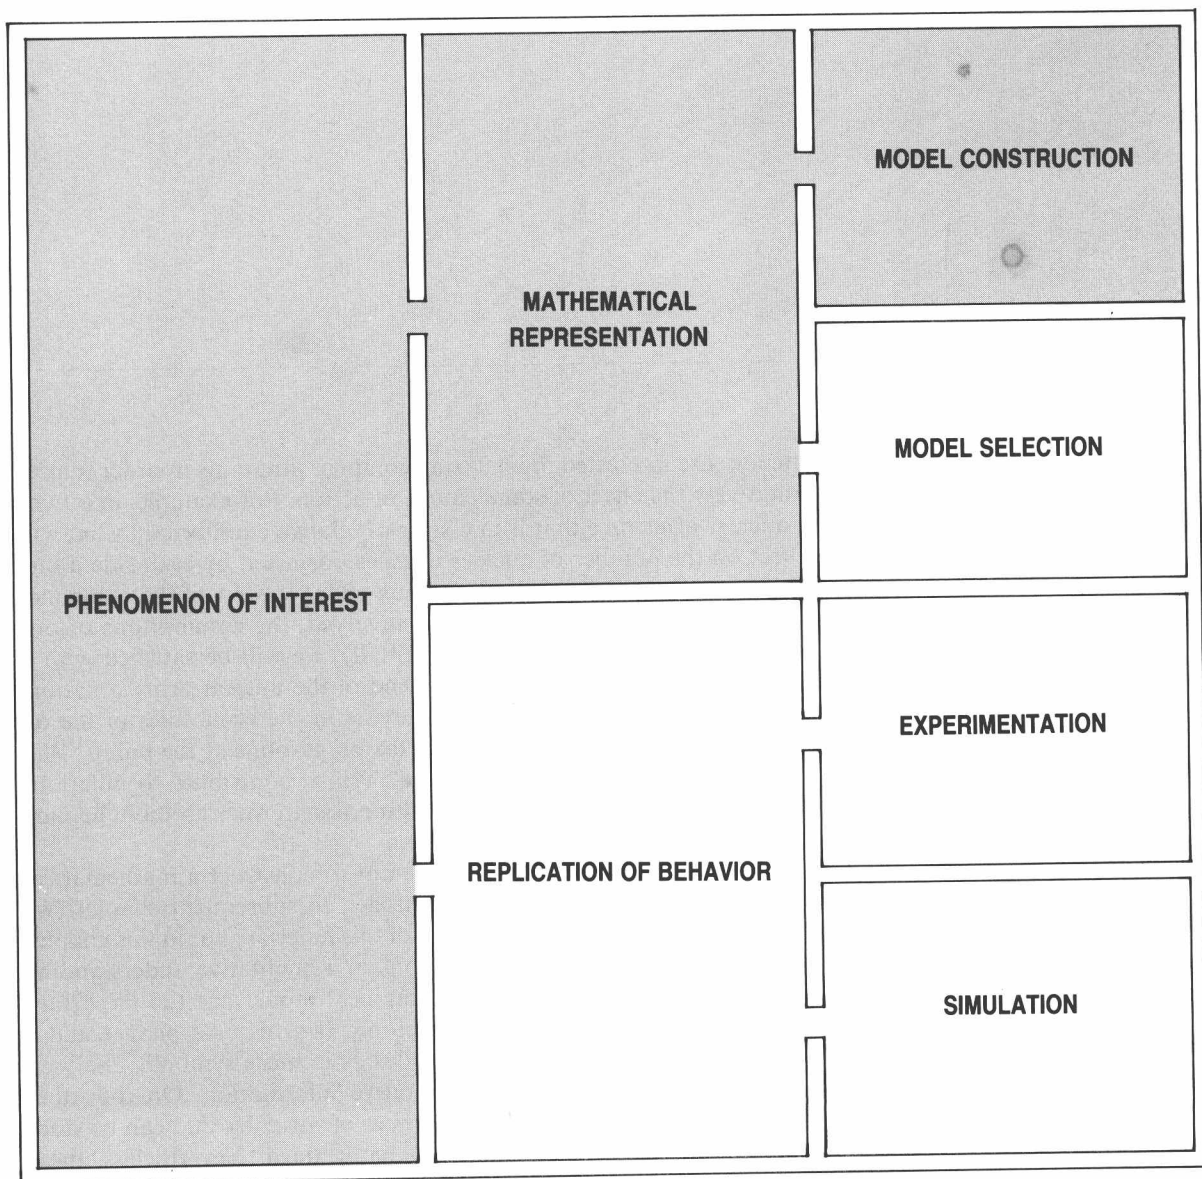 MODEL CONSTRUCTION
MATHEMATICAL
REPRESENTATION
MODEL SELECTION
PHENOMENON OF INTEREST
EXPERIMENTATION
REPLICATION OF BEHAVIOR
SIMULATION